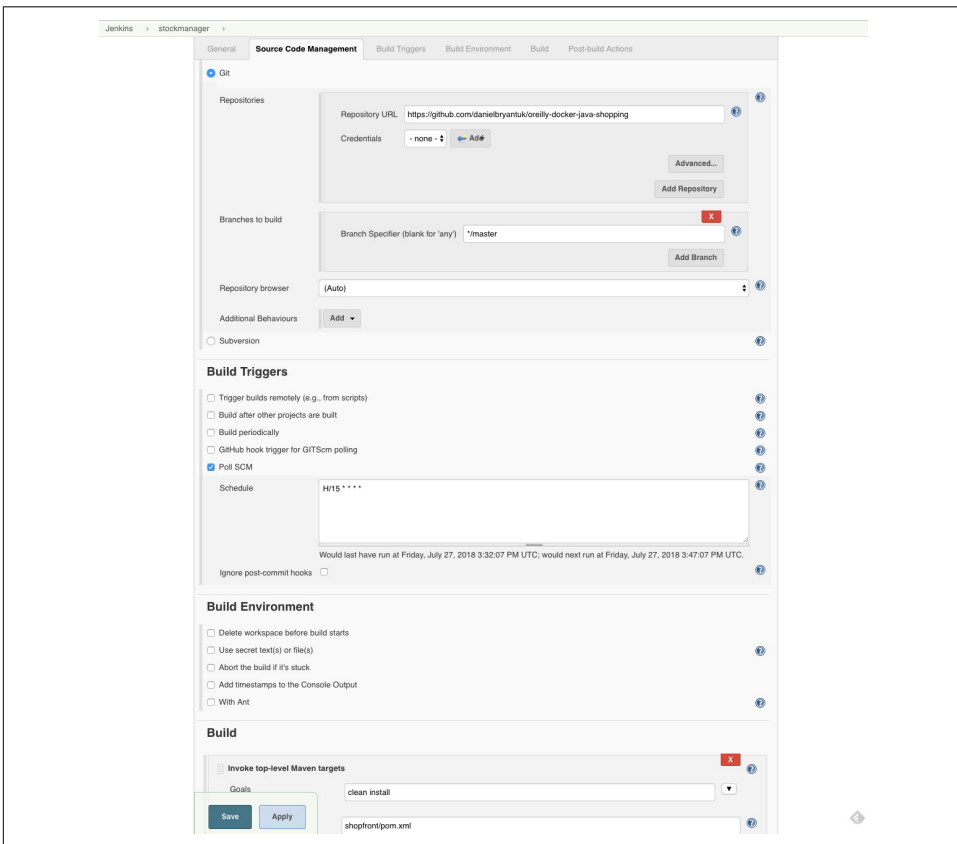 Jenkins › stockmanager ›
General Source Code Management Build Triggers Build Environment Build Post-build Actions
Git
Repositories
Repository URL https://github.com/danielbryantuk/oreilly-docker-java-shopping
Credentials - none - Add
Advanced...
Add Repository
Branches to build
X
Branch Specifier (blank for 'any') */master
Add Branch
Repository browser (Auto)
Additional Behaviours Add
Subversion
Build Triggers
Trigger builds remotely (e.g., from scripts)
Build after other projects are built
Build periodically
GitHub hook trigger for GITScm polling
Poll SCM
Schedule H/15 * * * *
Would last have run at Friday, July 27, 2018 3:32:07 PM UTC; would next run at Friday, July 27, 2018 3:47:07 PM UTC.
Ignore post-commit hooks
Build Environment
Delete workspace before build starts
Use secret text(s) or file(s)
Abort the build if it's stuck
Add timestamps to the Console Output
With Ant
Build
X
Invoke top-level Maven targets
Goals clean install
Save Apply
shopfront/pom.xml